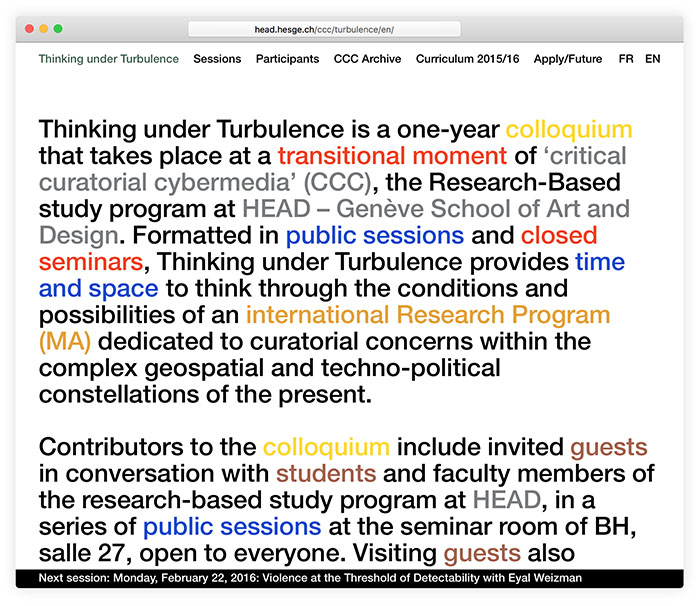 head.hesge.ch/ccc/turbulence/en/
Thinking under Turbulence Sessions Participants CCC Archive Curriculum 2015/16 Apply/Future FR EN
Thinking under Turbulence is a one-year colloquium
that takes place at a transitional moment of ‘critical
curatorial cybermedia’ (CCC), the Research-Based
study program at HEAD – Genève School of Art and
Design. Formatted in public sessions and closed
seminars, Thinking under Turbulence provides time
and space to think through the conditions and
possibilities of an international Research Program
(MA) dedicated to curatorial concerns within the
complex geospatial and techno-political
constellations of the present.
Contributors to the colloquium include invited guests
in conversation with students and faculty members of
the research-based study program at HEAD, in a
series of public sessions at the seminar room of BH,
salle 27, open to everyone. Visiting guests also
Next session: Monday, February 22, 2016: Violence at the Threshold of Detectability with Eyal Weizman